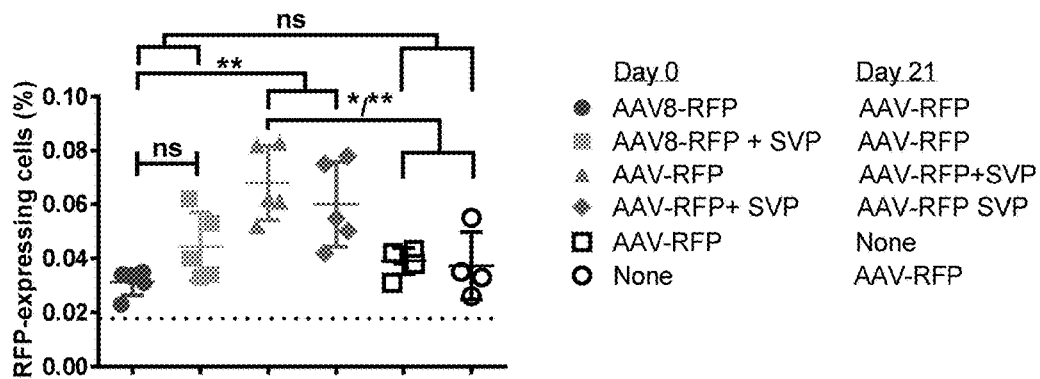 ns
**
*/**
ns
RFP-expressing cells (%)
0.10
0.08
0.06
0.04
0.02
0.00
Day 0 Day 21
AAV8-RFP AAV-RFP
AAV8-RFP + SVP AAV-RFP
AAV-RFP AAV-RFP+SVP
AAV-RFP+ SVP AAV-RFP SVP
AAV-RFP None
None AAV-RFP